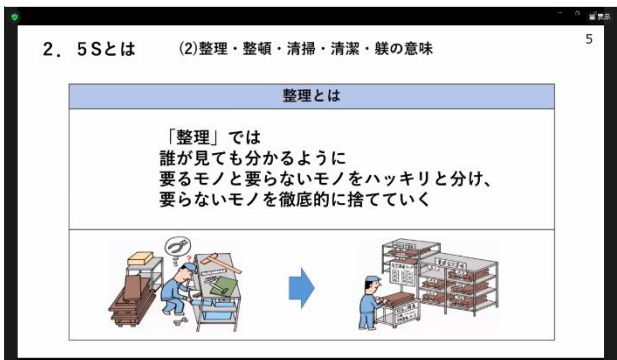 表示
5
2. 5Sとは (2)整理・整頓・清掃・清潔・躾の意味
整理とは
「整理」では
誰が見ても分かるように
要るモノと要らないモノをハッキリと分け、
要らないモノを徹底的に捨てていく